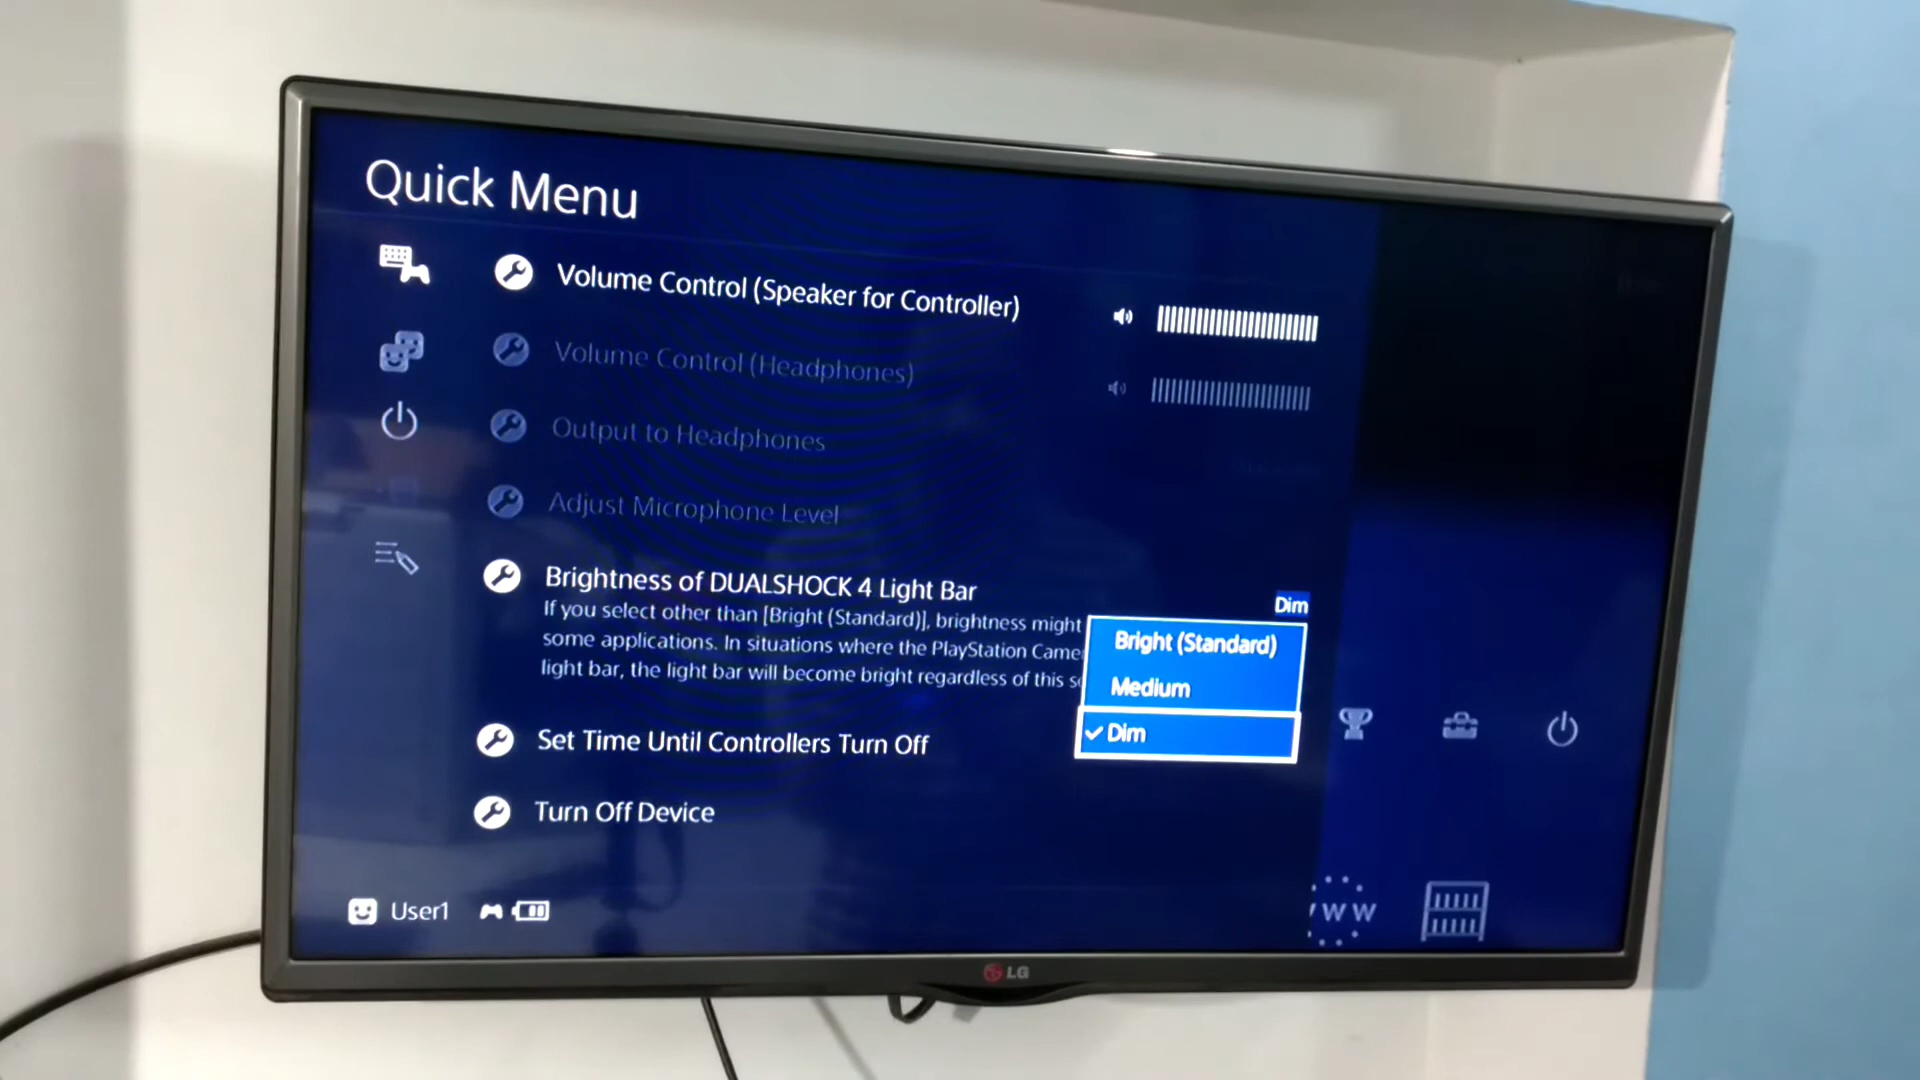 Quick Menu
Volume Control (Speaker for Controller)
Volume Control (Headphones)
Output to Headphones
Adjust Microphone Level
Brightness of DUALSHOCK 4 Light Bar
Dim
If you select other than [Bright (Standard)], brightness might
some applications. In situations where the PlayStation Came
light bar, the light bar will become bright regardless of this s
Bright (Standard)
Medium
Dim
Set Time Until Controllers Turn Off
Turn Off Device
User1
WW
LG